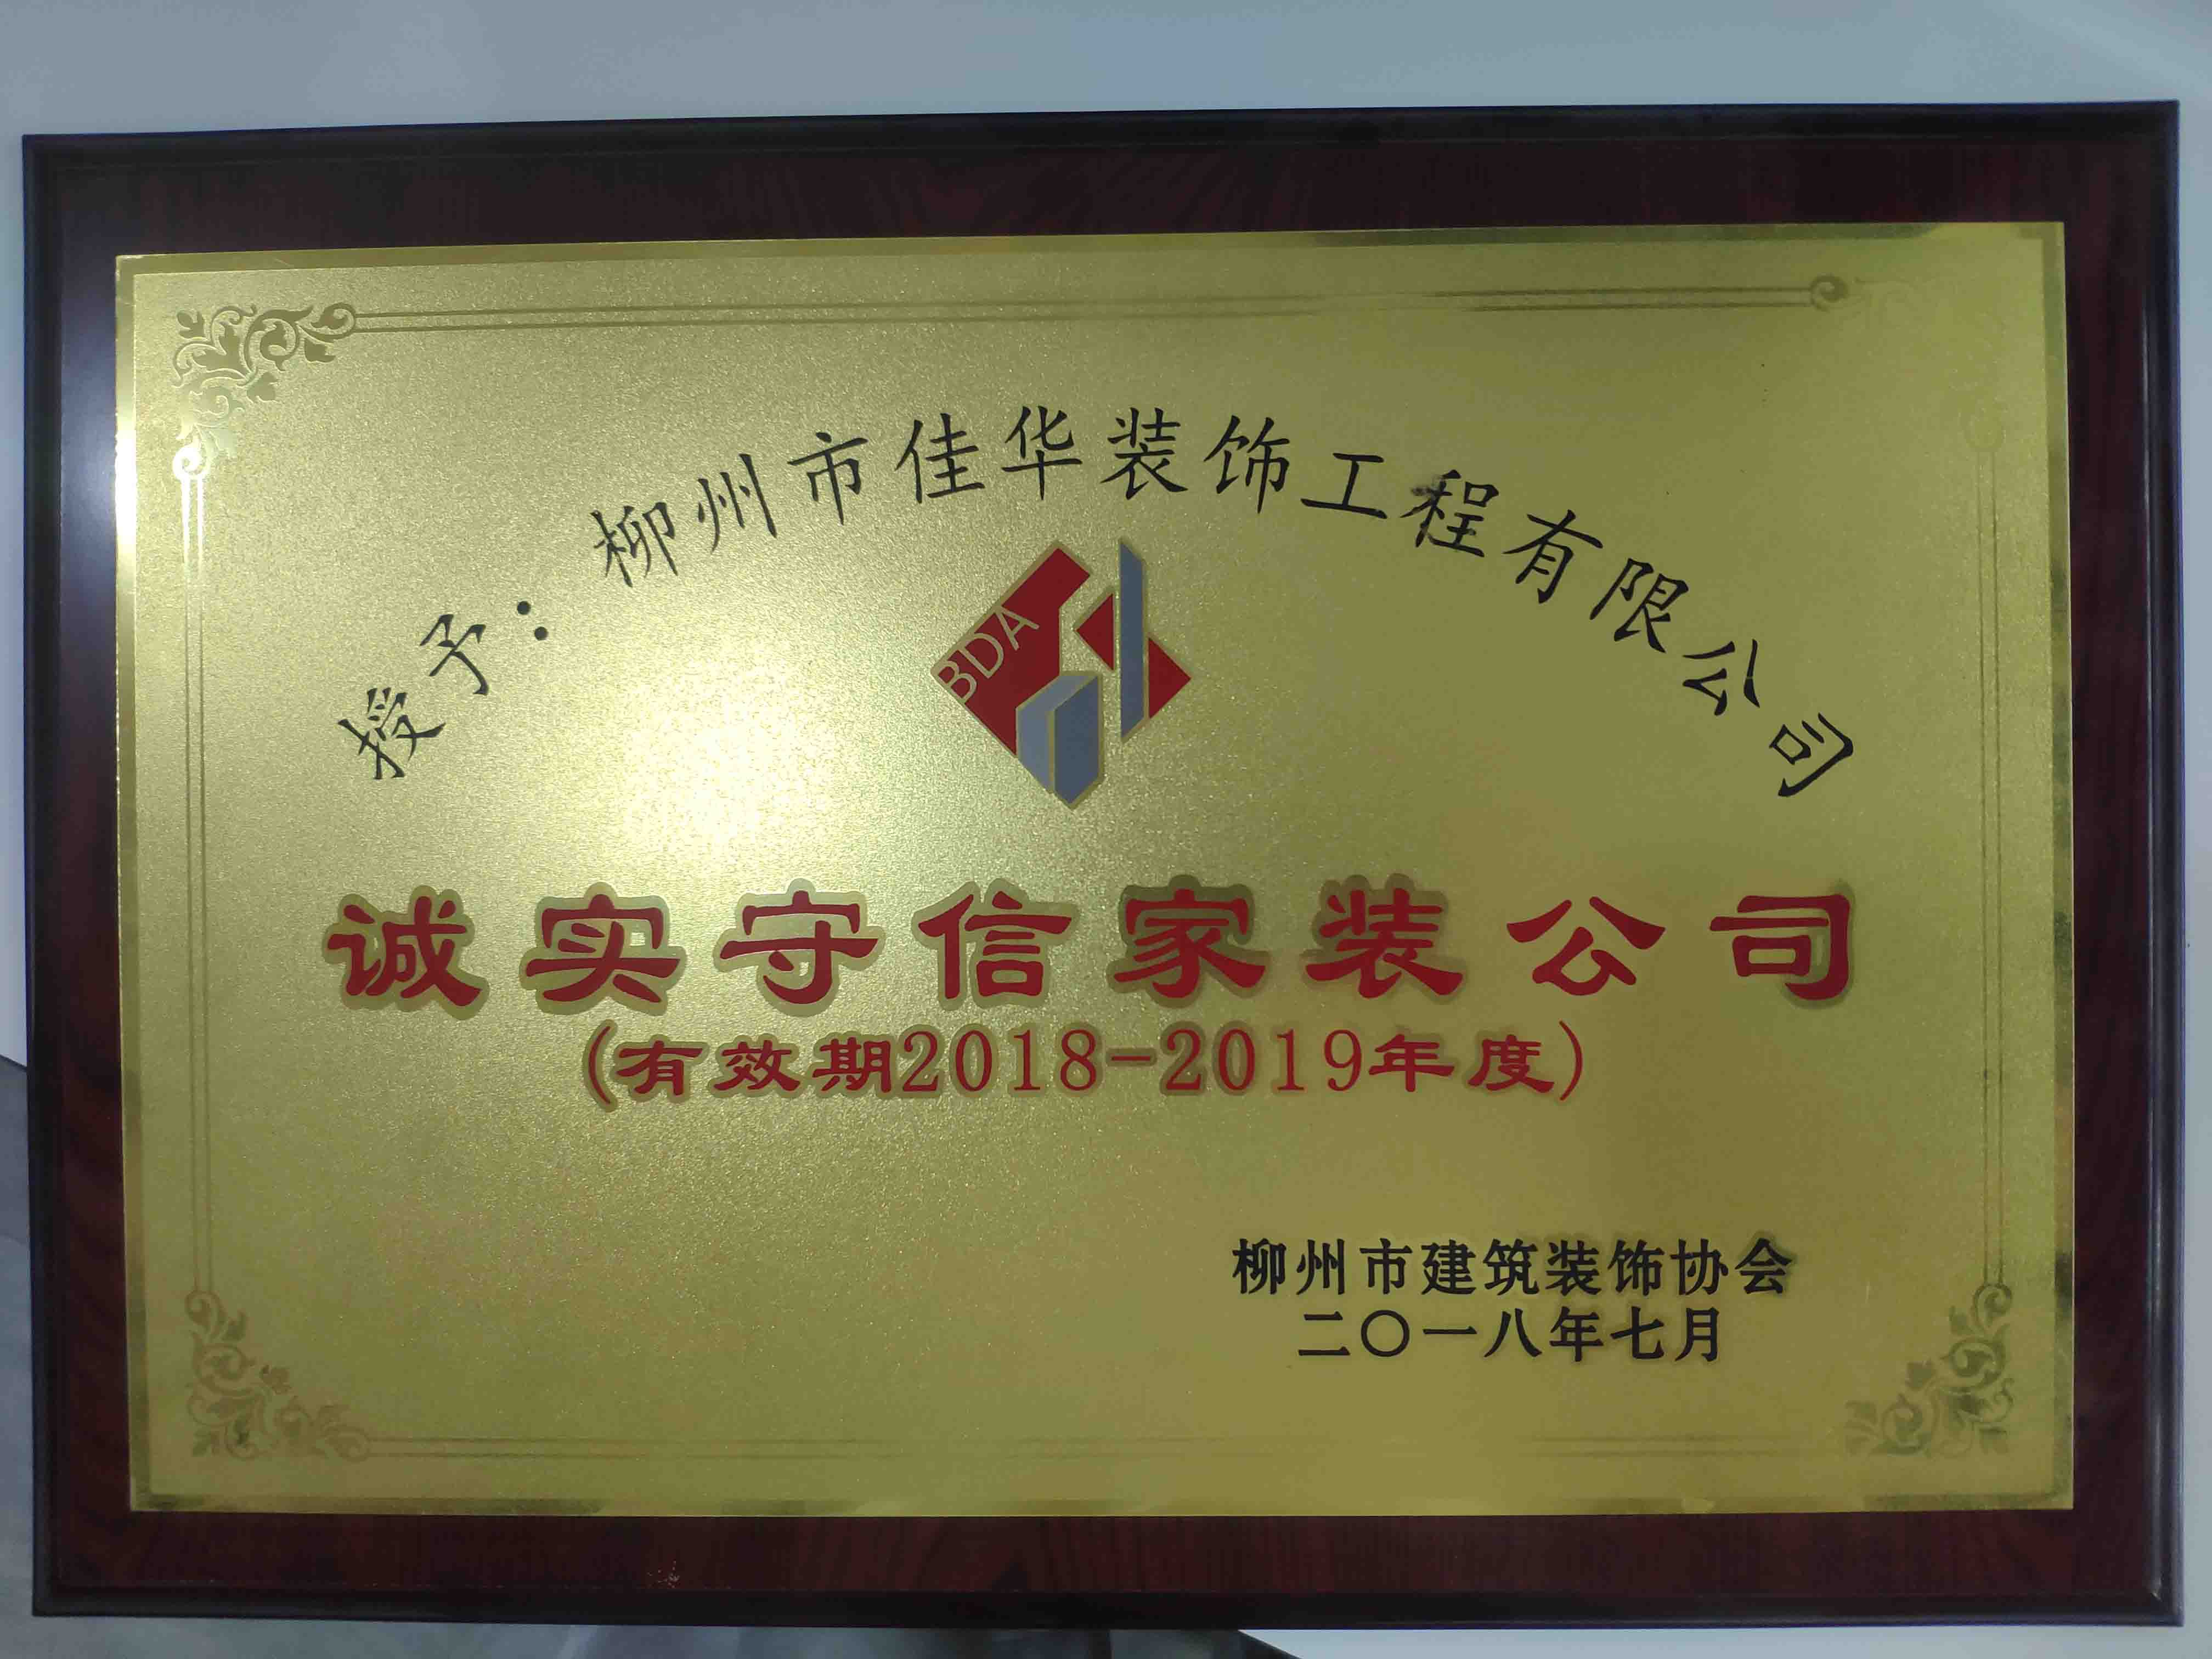 授予：柳州市佳华装饰工程有限公司
BDA
诚实守信家装公司
(有效期2018-2019年度)
柳州市建筑装饰协会
二〇一八年七月